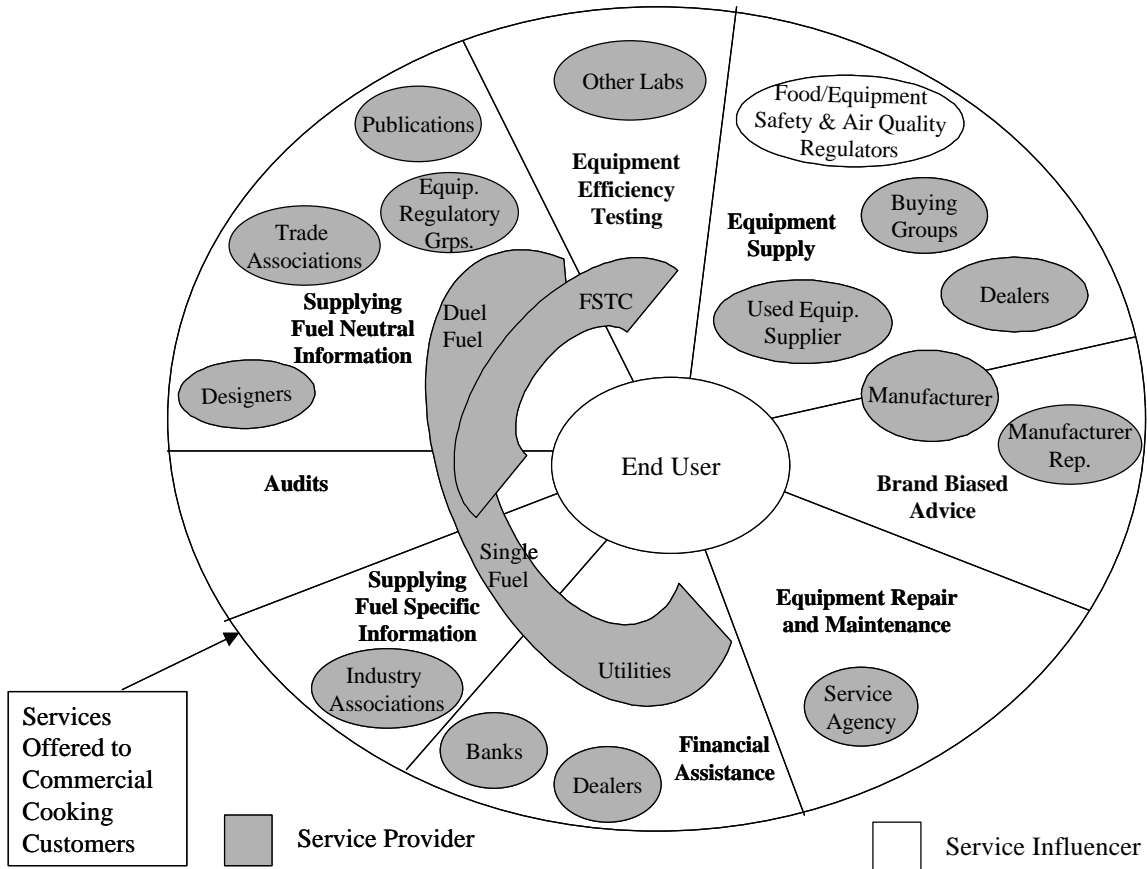 Other Labs
Food/Equipment
Safety & Air Quality
Regulators
Publications
Equipment
Efficiency
Testing
Equip.
Regulatory
Grps.
Buying
Groups
Equipment
Supply
Trade
Associations
Dealers
Supplying
Fuel Neutral
Information
Duel
Fuel
FSTC
Used Equip.
Supplier
Designers
Manufacturer
Manufacturer
Rep.
End User
Audits
Brand Biased
Advice
Single
Fuel
Supplying
Fuel Specific
Information
Equipment Repair
and Maintenance
Utilities
Industry
Associations
Service
Agency
Services
Offered to
Commercial
Cooking
Customers
Banks
Dealers
Financial
Assistance
Service Provider
Service Influencer